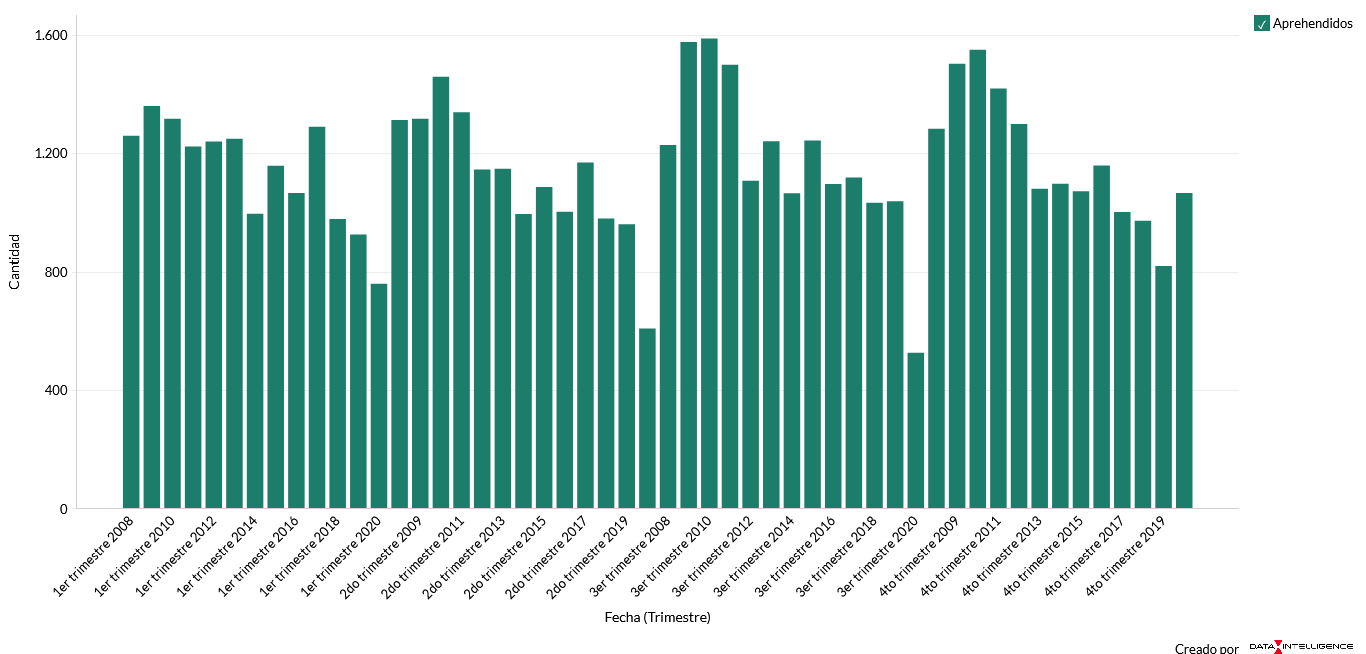 Aprehendidos
1.600
1.200
800
400
0
Cantidad
1er trimestre 2008
1er trimestre 2010
1er trimestre 2012
1er trimestre 2014
1er trimestre 2016
1er trimestre 2018
1er trimestre 2020
2do trimestre 2009
2do trimestre 2011
2do trimestre 2013
2do trimestre 2015
2do trimestre 2017
2do trimestre 2019
3er trimestre 2008
3er trimestre 2010
3er trimestre 2012
3er trimestre 2014
3er trimestre 2016
3er trimestre 2018
3er trimestre 2020
4to trimestre 2009
4to trimestre 2011
4to trimestre 2013
4to trimestre 2015
4to trimestre 2017
4to trimestre 2019
Fecha (Trimestre)
Creado por DATA INTELLIGENCE